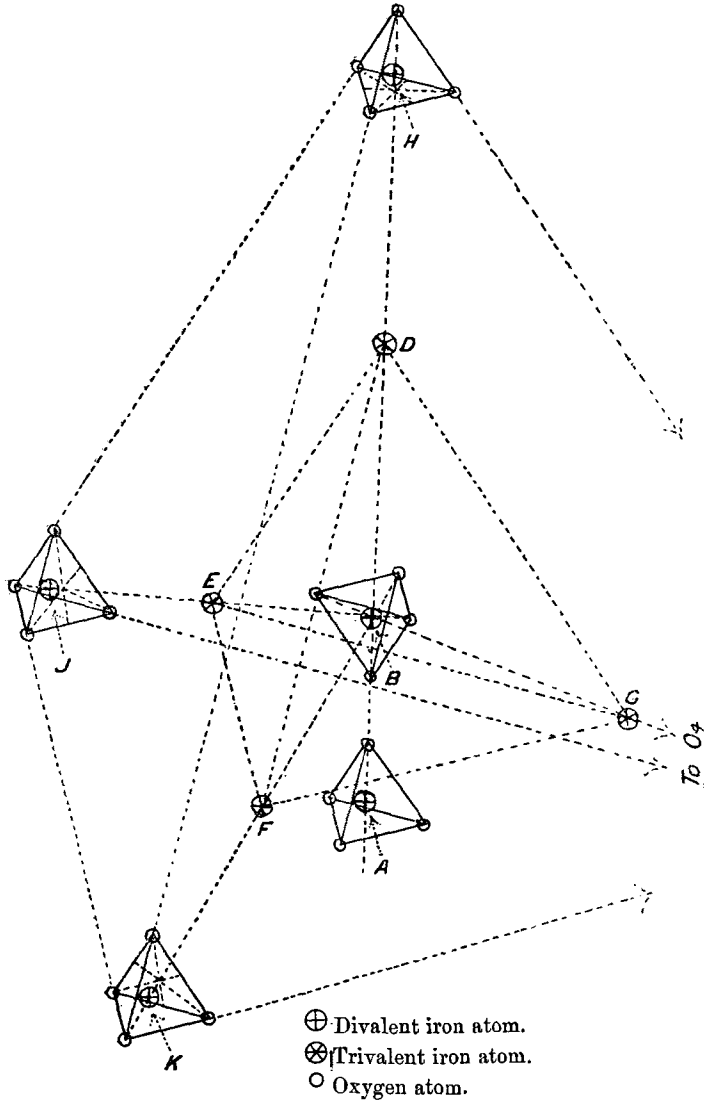 H
D
E
J
B
G
To O4
F
A
K
Divalent iron atom.
Trivalent iron atom.
Oxygen atom.